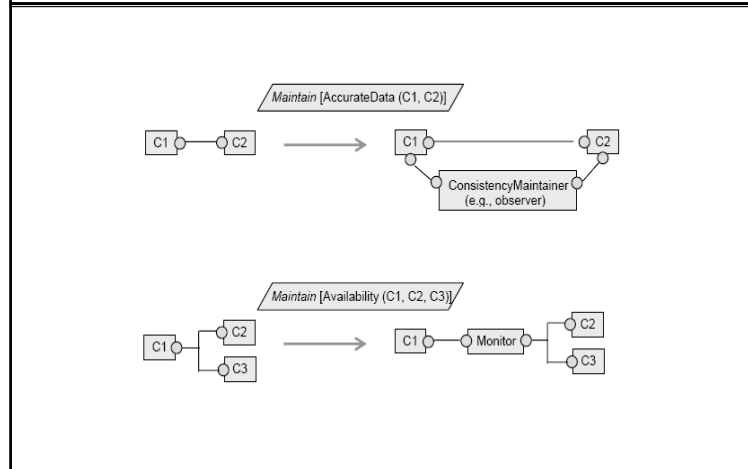 Maintain [AccurateData (C1, C2)]
C1 C2 C1 C2
ConsistencyMaintainer
(e.g., observer)
Maintain [Availability (C1, C2, C3)]
C1 C2 C3 C1 Monitor C2 C3